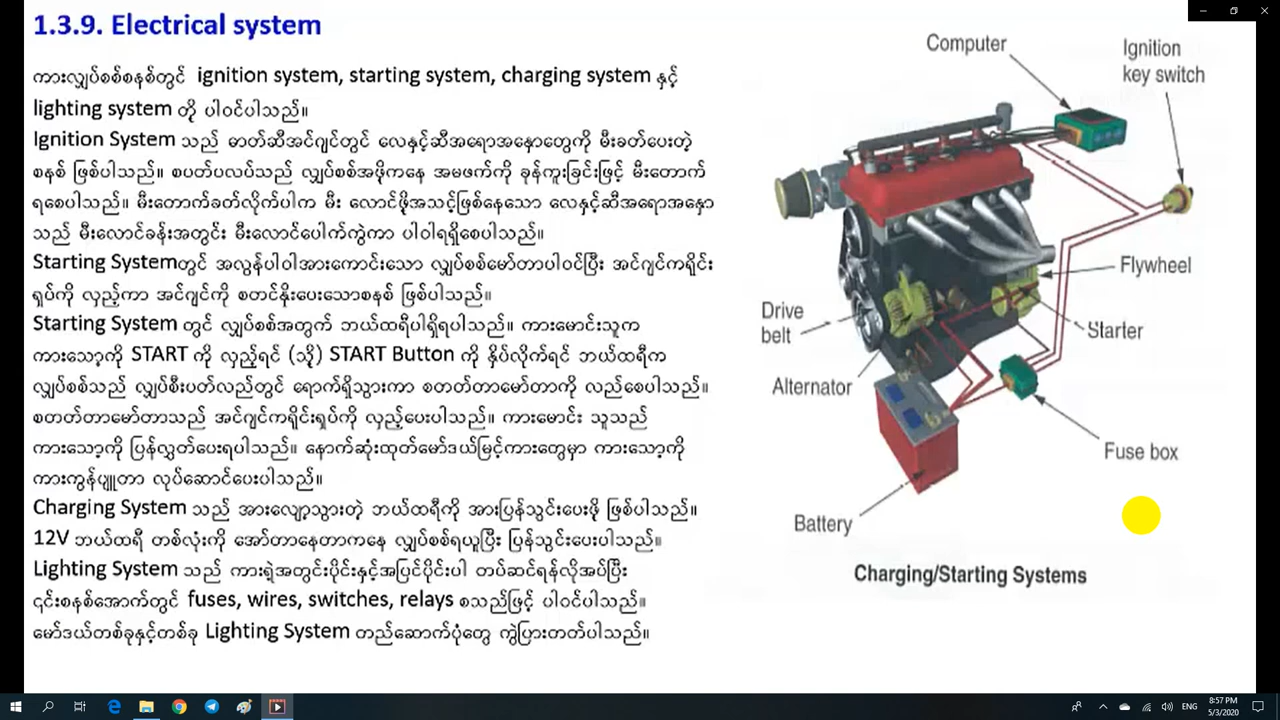 1.3.9. Electrical system
ကားလျှပ်စစ်စနစ်တွင် ignition system, starting system, charging system နှင့်
lighting system တို့ ပါဝင်ပါသည်။
Ignition System သည် ဓာတ်ဆီအင်ဂျင်တွင် လေနှင့်ဆီအရောအနှောတွေကို မီးခတ်ပေးတဲ့
စနစ် ဖြစ်ပါသည်။ စပတ်ပလပ်သည် လျှပ်စစ်အဖိုကနေ အမဖက်ကို ခုန်ကူးခြင်းဖြင့် မီးတောက်
ရစေပါသည်။ မီးတောက်ခတ်လိုက်ပါက မီး လောင်ဖို့အသင့်ဖြစ်နေသော လေနှင့်ဆီအရောအနှော
သည် မီးလောင်ခန်းအတွင်း မီးလောင်ပေါက်ကွဲကာ ပါဝါရရှိစေပါသည်။
Starting Systemတွင် အလွန်ပါဝါအားကောင်းသော လျှပ်စစ်မော်တာပါဝင်ပြီး အင်ဂျင်ကရိုင်း
ရှပ်ကို လှည့်ကာ အင်ဂျင်ကို စတင်နိုးပေးသောစနစ် ဖြစ်ပါသည်။
Starting System တွင် လျှပ်စစ်အတွက် ဘယ်ထရီပါရှိရပါသည်။ ကားမောင်းသူက
ကားသော့ကို START ကို လှည့်ရင် (သို့) START Button ကို နှိပ်လိုက်ရင် ဘယ်ထရီက
လျှပ်စစ်သည် လျှပ်စီးပတ်လည်တွင် ရောက်ရှိသွားကာ စတတ်တာမော်တာကို လည်စေပါသည်။
စတတ်တာမော်တာသည် အင်ဂျင်ကရိုင်းရှပ်ကို လှည့်ပေးပါသည်။ ကားမောင်း သူသည်
ကားသော့ကို ပြန်လွှတ်ပေးရပါသည်။ နောက်ဆုံးထုတ်မော်ဒယ်မြင့်ကားတွေမှာ ကားသော့ကို
ကားကွန်ပျူတာ လုပ်ဆောင်ပေးပါသည်။
Charging System သည် အားလျော့သွားတဲ့ ဘယ်ထရီကို အားပြန်သွင်းပေးဖို့ ဖြစ်ပါသည်။
12V ဘယ်ထရီ တစ်လုံးကို အော်တာနေတာကနေ လျှပ်စစ်ရယူပြီး ပြန်သွင်းပေးပါသည်။
Lighting System သည် ကားရဲ့အတွင်းပိုင်းနှင့်အပြင်ပိုင်းပါ တပ်ဆင်ရန်လိုအပ်ပြီး
၎င်းစနစ်အောက်တွင် fuses, wires, switches, relays စသည်ဖြင့် ပါဝင်ပါသည်။
မော်ဒယ်တစ်ခုနှင့်တစ်ခု Lighting System တည်ဆောက်ပုံတွေ ကွဲပြားတတ်ပါသည်။
Computer
Ignition
key switch
Flywheel
Drive
belt
Starter
Alternator
Fuse box
Battery
Charging/Starting Systems
ENG
8:57 PM
5/3/2020